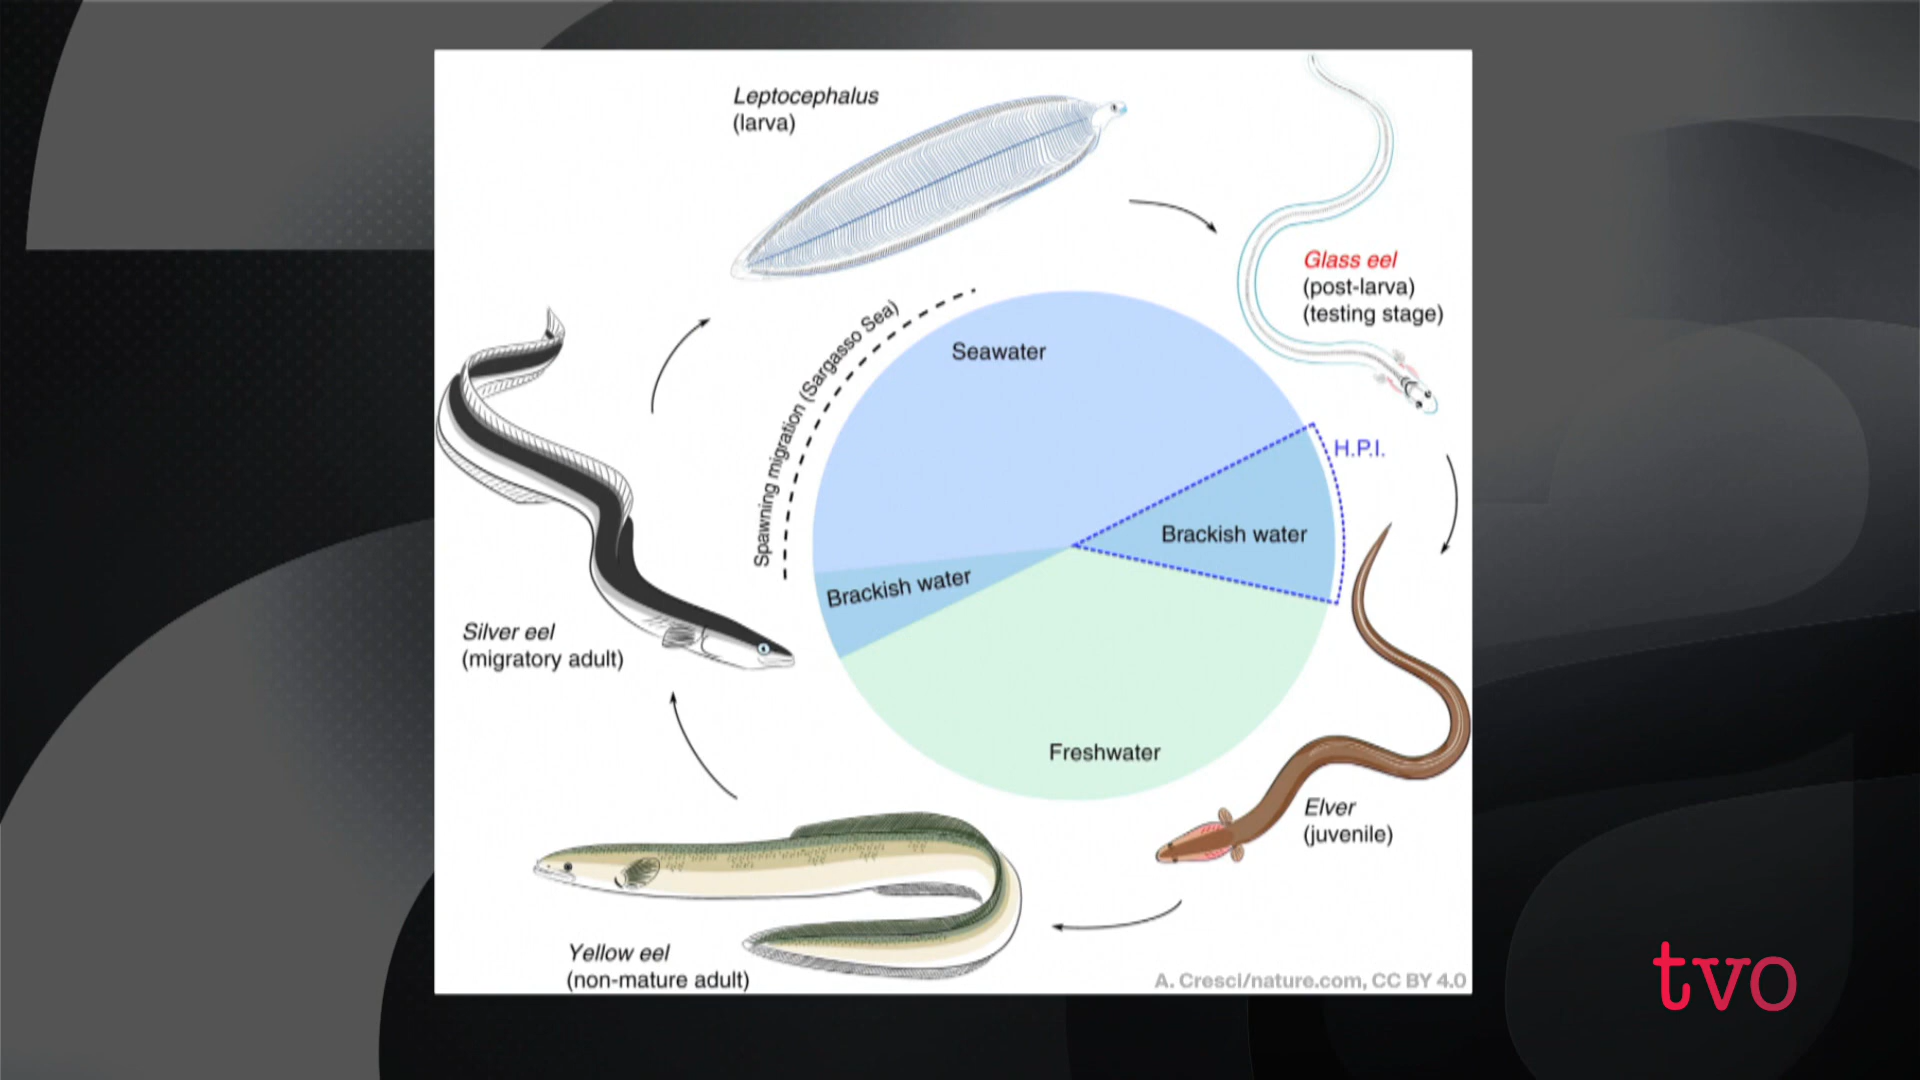 Leptocephalus
(larva)
Glass eel
(post-larva)
(testing stage)
Spawning migration (Sargasso Sea)
Seawater
H.P.I.
Brackish water
Brackish water
Silver eel
(migratory adult)
Freshwater
Elver
(juvenile)
Yellow eel
(non-mature adult)
A. Cresci/nature.com, CC BY 4.0
tvo